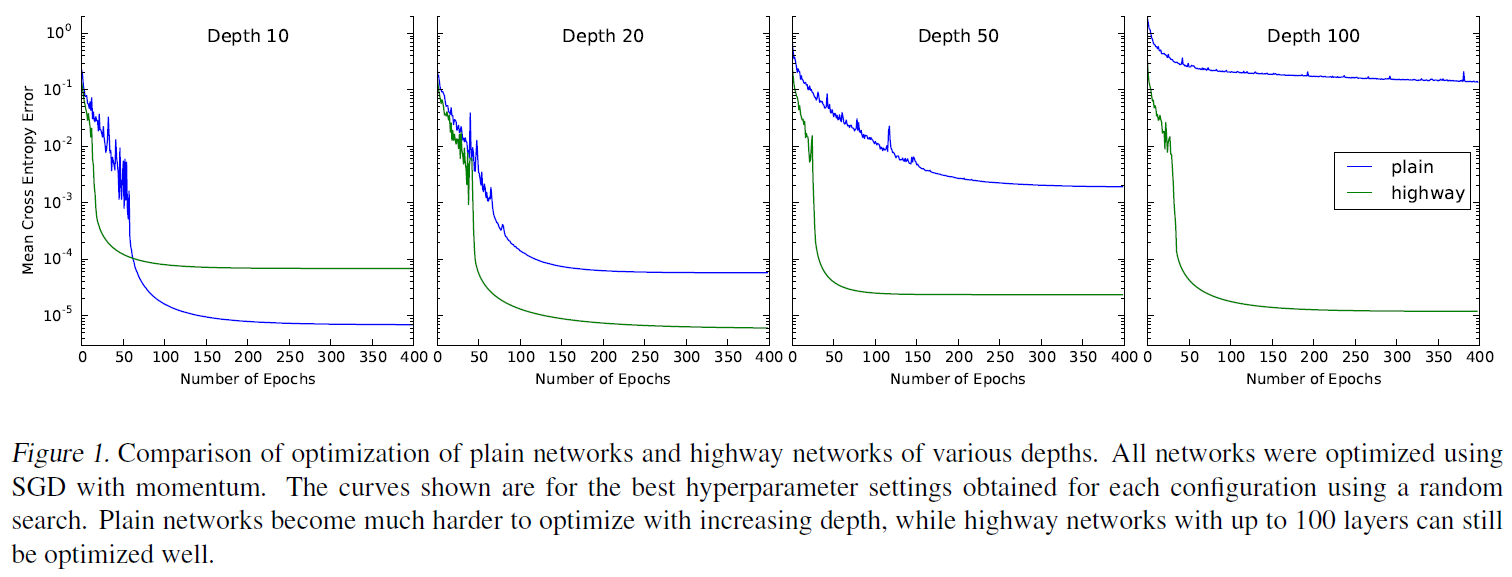 Depth 10
Depth 20
Depth 50
Depth 100
Mean Cross Entropy Error
10^0
10^-1
10^-2
10^-3
10^-4
10^-5
plain
highway
0 50 100 150 200 250 300 350 400
0 50 100 150 200 250 300 350 400
0 50 100 150 200 250 300 350 400
0 50 100 150 200 250 300 350 400
Number of Epochs
Number of Epochs
Number of Epochs
Number of Epochs
Figure 1. Comparison of optimization of plain networks and highway networks of various depths. All networks were optimized using
SGD with momentum. The curves shown are for the best hyperparameter settings obtained for each configuration using a random
search. Plain networks become much harder to optimize with increasing depth, while highway networks with up to 100 layers can still
be optimized well.